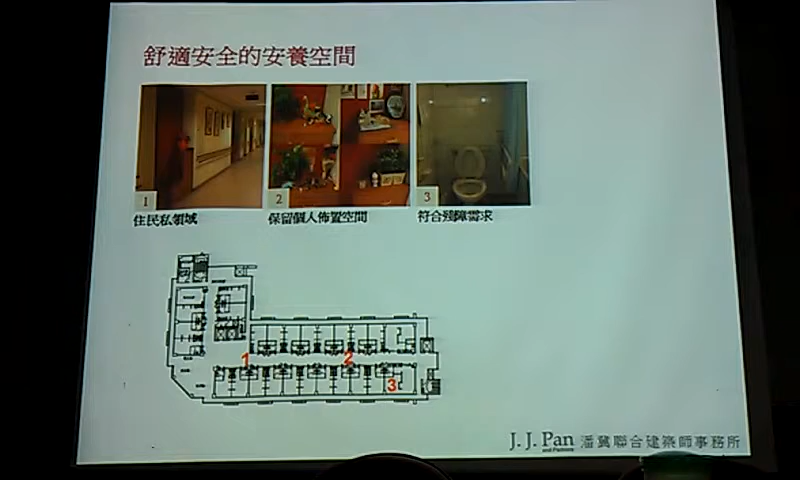 舒適安全的安養空間
1
2
3
住民私領域
保留個人佈置空間
符合殘障需求
1
2
3
J. J. Pan
and Partners
潘冀聯合建築師事務所